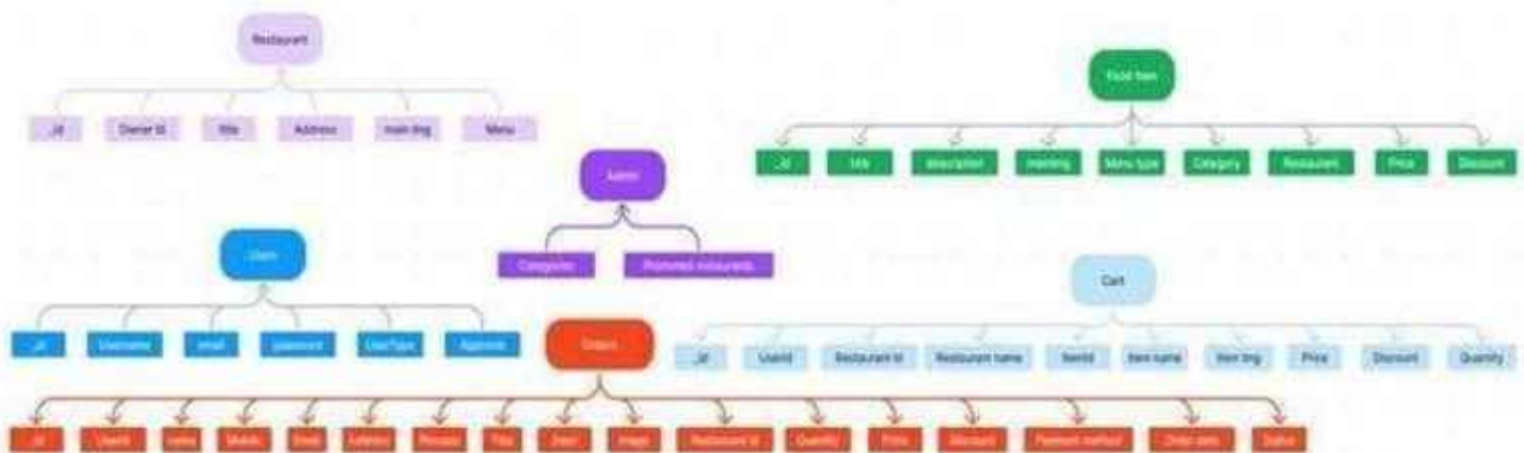 Restaurant
_id Owner Id title Address main Img Menu
Food Item
_id title description mainImg Menu type Category Restaurant Price Discount
Admin
Categories Promoted restaurants
Users
_id Username email password UserType Approval
Cart
_id UserId Restaurant Id Restaurant name ItemId Item name Item Img Price Discount Quantity
Orders
_id UserId name Mobile Email Address Pincode Title Image Restaurant Id Quantity Price Discount Payment method Order date Status